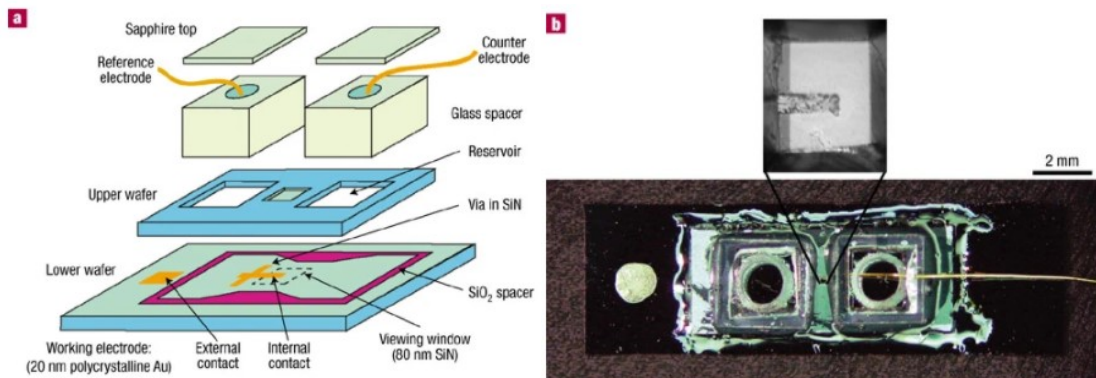 a
Sapphire top
Reference
electrode
Counter
electrode
Glass spacer
Reservoir
Upper wafer
Via in SiN
Lower wafer
SiO₂ spacer
Working electrode:
(20 nm polycrystalline Au)
External
contact
Internal
contact
Viewing window
(80 nm SiN)
b
2 mm